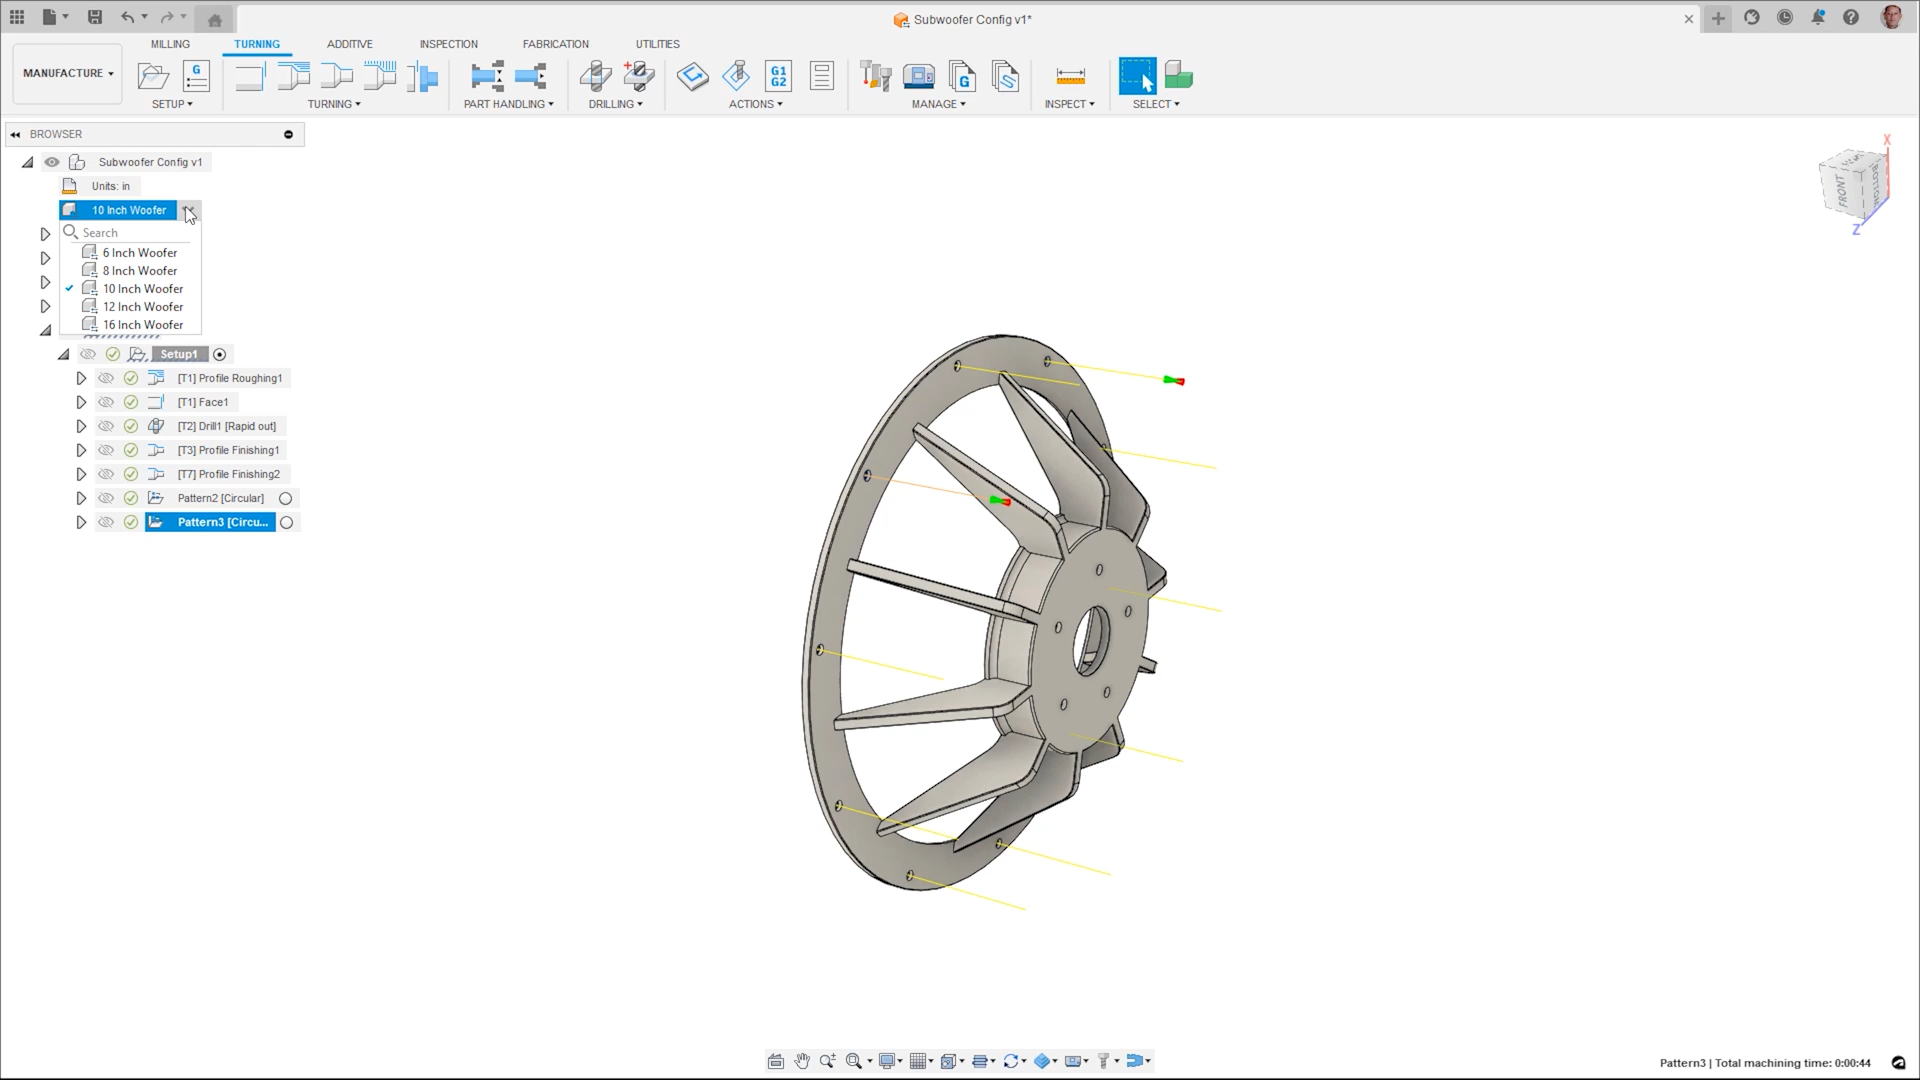 Subwoofer Config v1*
MILLING TURNING ADDITIVE INSPECTION FABRICATION UTILITIES
MANUFACTURE
G
G1
G2
G
SETUP TURNING PART HANDLING DRILLING ACTIONS MANAGE INSPECT SELECT
BROWSER
Subwoofer Config v1
Units: in
10 Inch Woofer
Search
6 Inch Woofer
8 Inch Woofer
10 Inch Woofer
12 Inch Woofer
16 Inch Woofer
Setup1
[T1] Profile Roughing1
[T1] Face1
[T2] Drill1 [Rapid out]
[T3] Profile Finishing1
[T7] Profile Finishing2
Pattern2 [Circular]
Pattern3 [Circu...
X
FRONT
Z
Pattern3 | Total machining time: 0:00:44